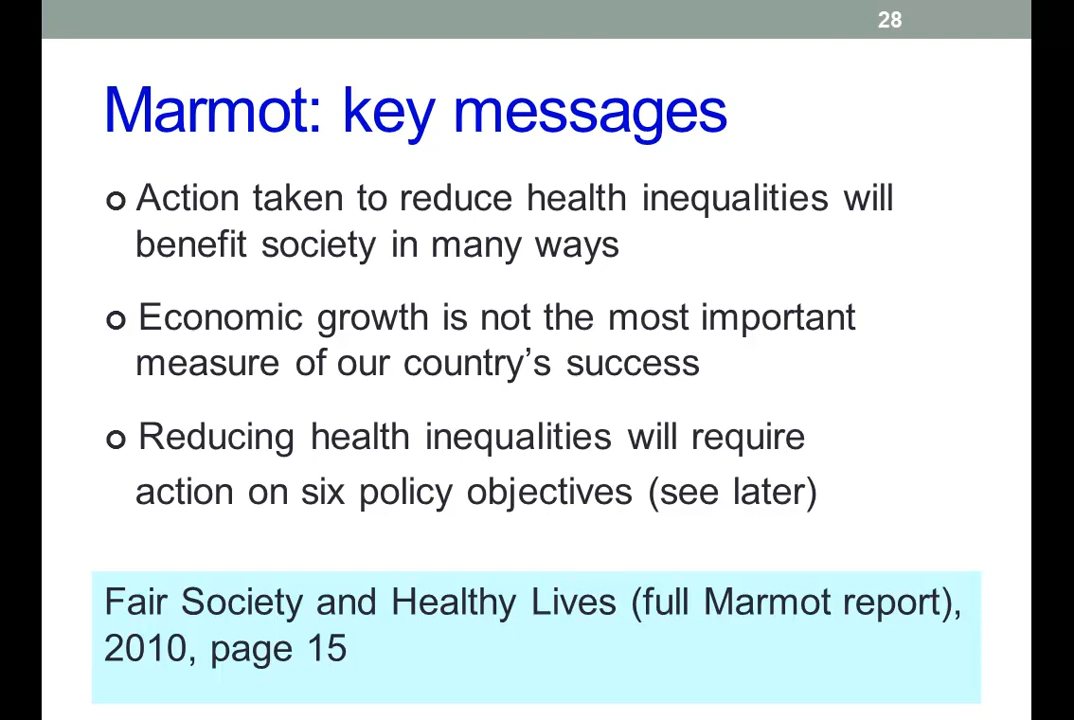 28
Marmot: key messages
Action taken to reduce health inequalities will
benefit society in many ways
Economic growth is not the most important
measure of our country’s success
Reducing health inequalities will require
action on six policy objectives (see later)
Fair Society and Healthy Lives (full Marmot report),
2010, page 15